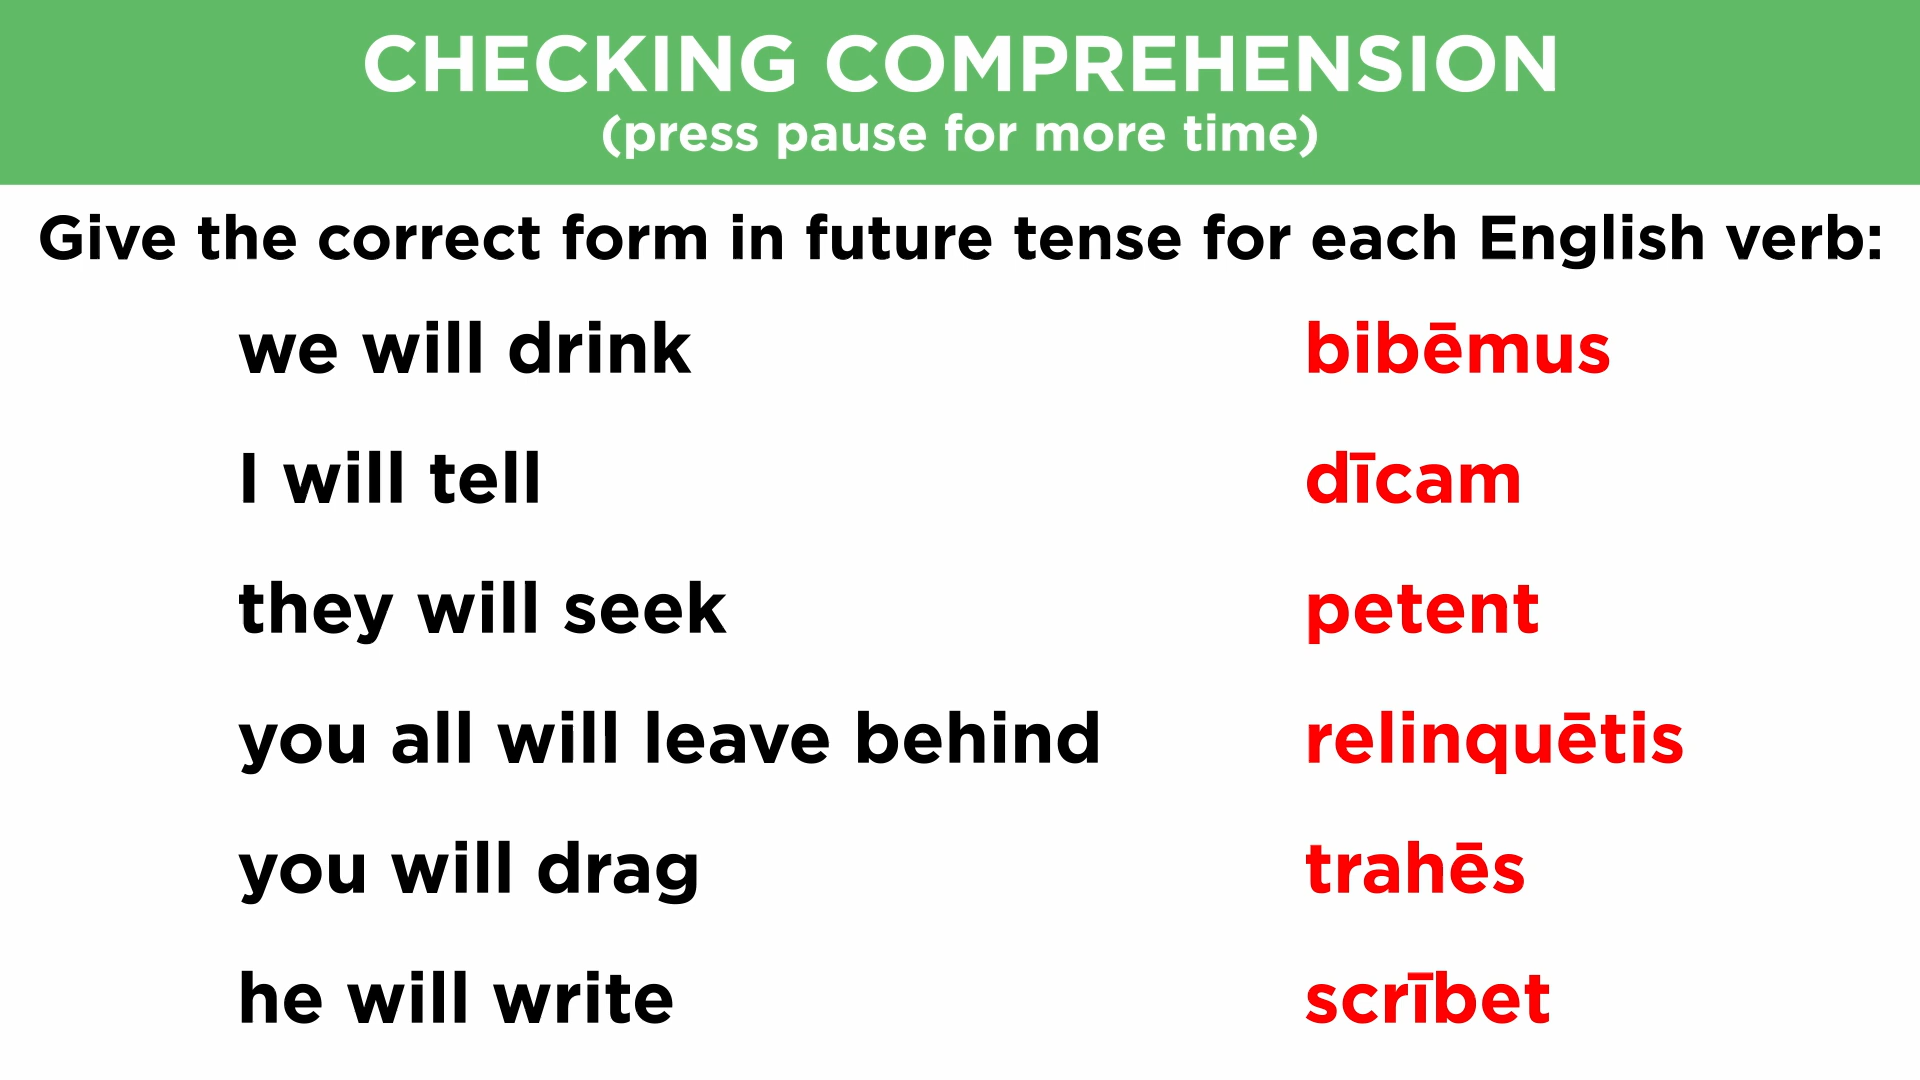 CHECKING COMPREHENSION
(press pause for more time)
Give the correct form in future tense for each English verb:
we will drink bibēmus
I will tell dīcam
they will seek petent
you all will leave behind relinquētis
you will drag trahēs
he will write scrībet